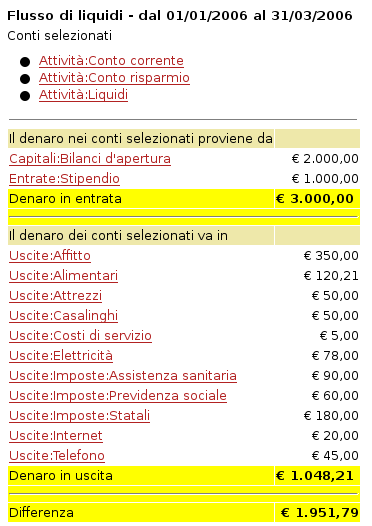 Flusso di liquidi - dal 01/01/2006 al 31/03/2006
Conti selezionati
Attività:Conto corrente
Attività:Conto risparmio
Attività:Liquidi
Il denaro nei conti selezionati proviene da
Capitali:Bilanci d'apertura € 2.000,00
Entrate:Stipendio € 1.000,00
Denaro in entrata € 3.000,00
Il denaro dei conti selezionati va in
Uscite:Affitto € 350,00
Uscite:Alimentari € 120,21
Uscite:Attrezzi € 50,00
Uscite:Casalinghi € 50,00
Uscite:Costi di servizio € 5,00
Uscite:Elettricità € 78,00
Uscite:Imposte:Assistenza sanitaria € 90,00
Uscite:Imposte:Previdenza sociale € 60,00
Uscite:Imposte:Statali € 180,00
Uscite:Internet € 20,00
Uscite:Telefono € 45,00
Denaro in uscita € 1.048,21
Differenza € 1.951,79